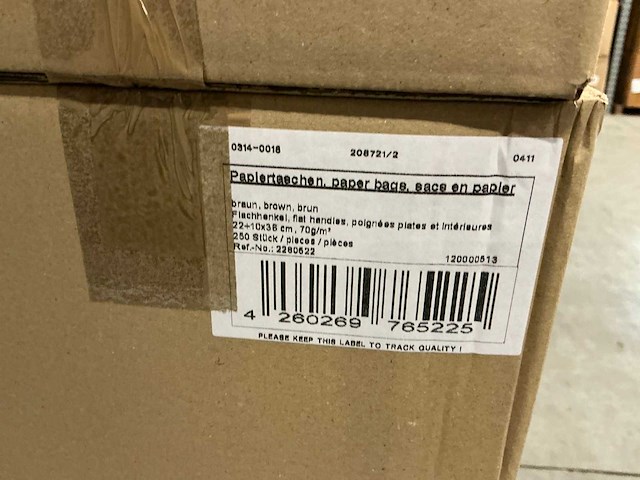 0314-0016 208721/2 0411
Papiertaschen, paper bags, sacs en papier
braun, brown, brun
Flachhenkel, flat handles, poignées plates et intérieures
22+10x36 cm, 70g/m²
250 Stück / pieces / pièces
Ref.-No.: 2260522 120000513
4 260269 765225
PLEASE KEEP THIS LABEL TO TRACK QUALITY !